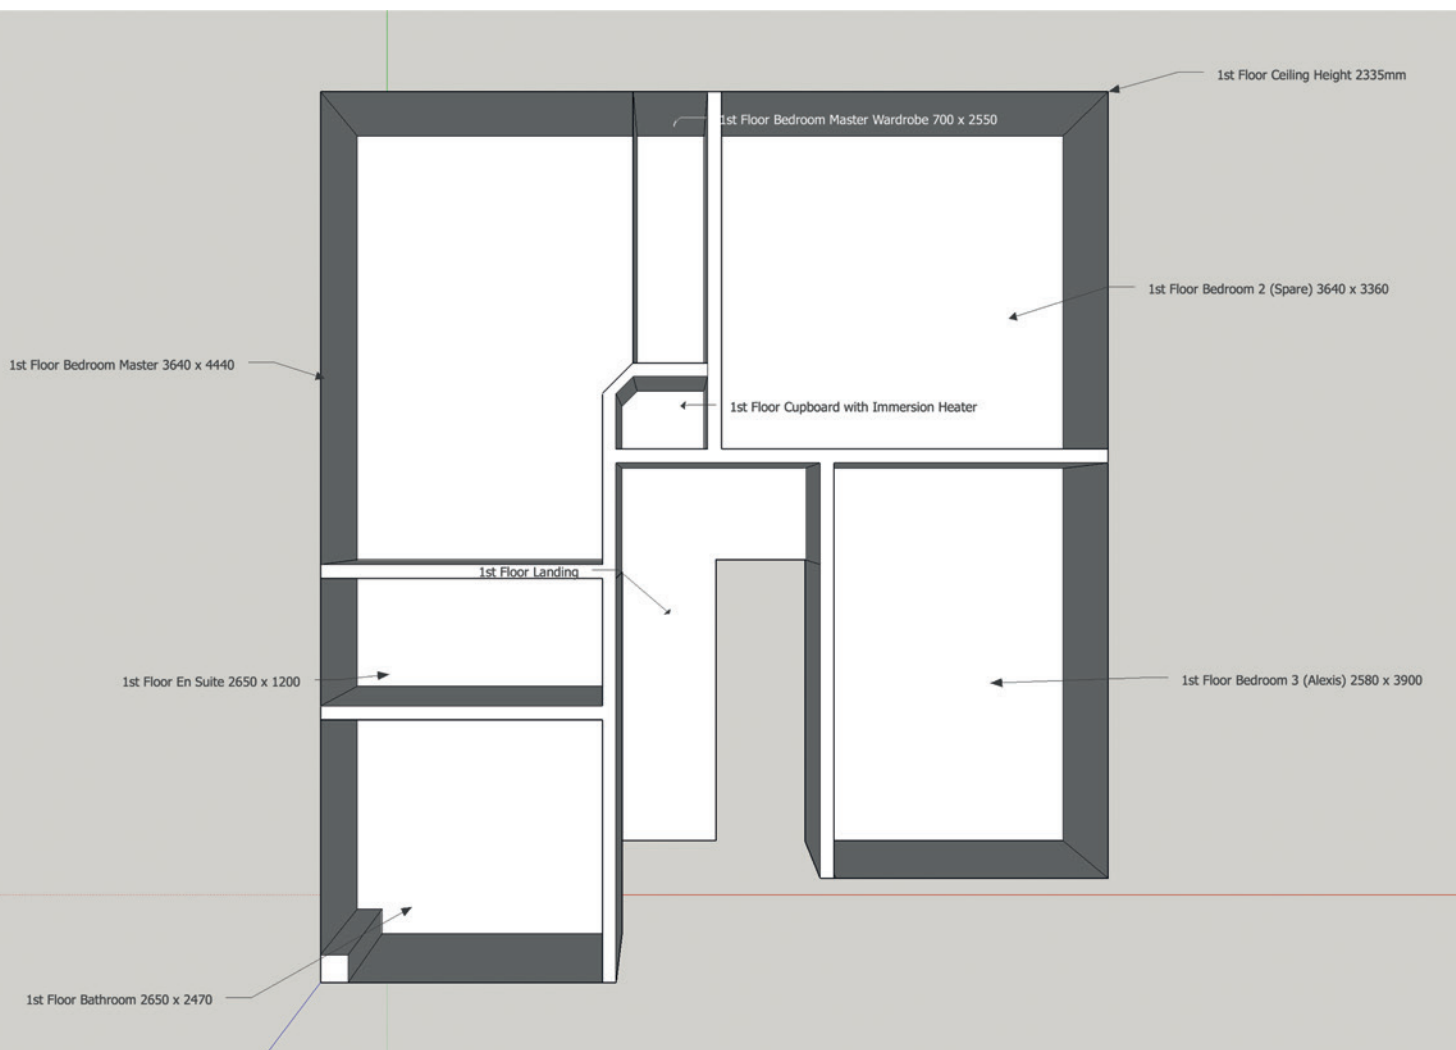 1st Floor Ceiling Height 2335mm
1st Floor Bedroom Master Wardrobe 700 x 2550
1st Floor Bedroom 2 (Spare) 3640 x 3360
1st Floor Bedroom Master 3640 x 4440
1st Floor Cupboard with Immersion Heater
1st Floor Landing
1st Floor En Suite 2650 x 1200
1st Floor Bedroom 3 (Alexis) 2580 x 3900
1st Floor Bathroom 2650 x 2470